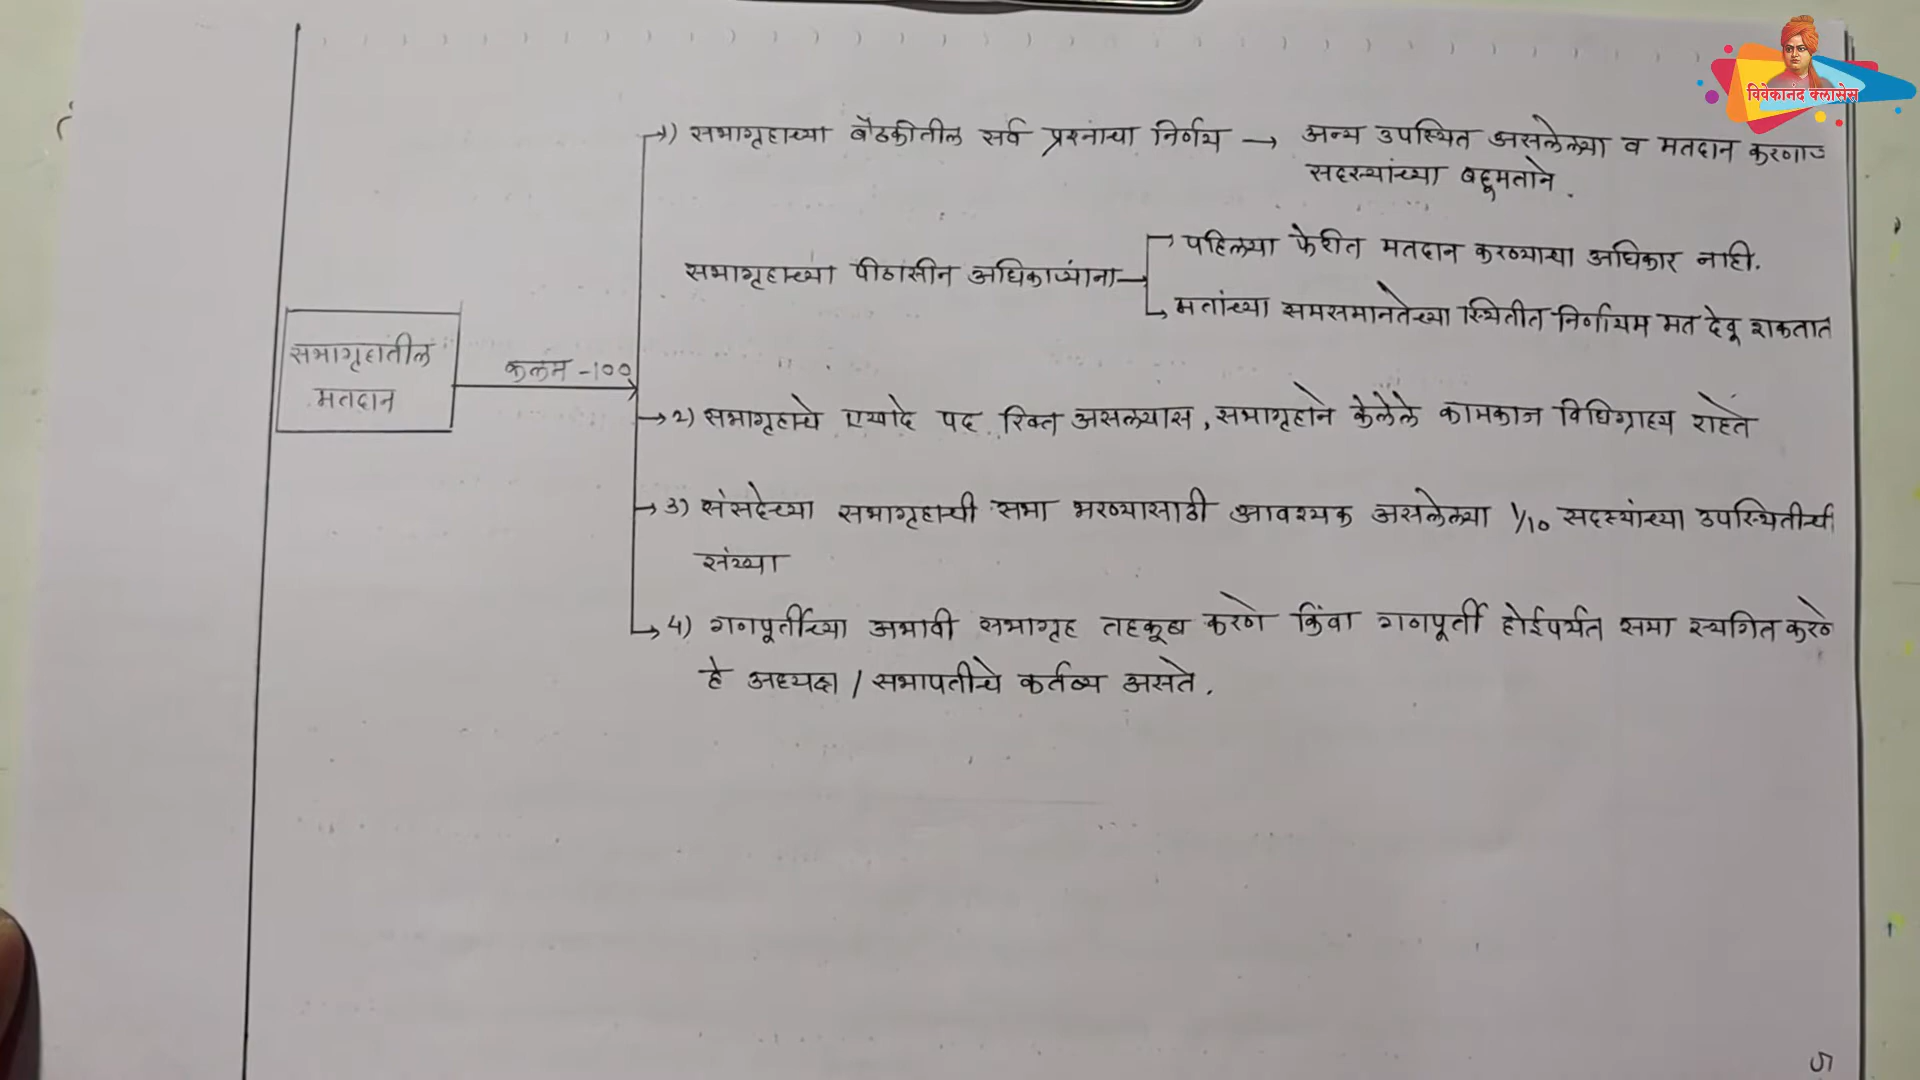 विवेकानंद क्लासेस
१) सभागृहाच्या बैठकीतील सर्व प्रश्नांचा निर्णय → अन्य उपस्थित असलेल्या व मतदान करणाऱ
सदस्यांच्या बहुमताने.
पहिल्या फेरीत मतदान करण्याचा अधिकार नाही.
सभागृहाच्या पीठासीन अधिकाऱ्यांना
मतांच्या समसमानतेच्या स्थितीत निर्णायम मत देवू शकतात
सभागृहातील
मतदान
कलम -१००
२) सभागृहाचे एखादे पद रिक्त असल्यास, सभागृहाने केलेले कामकाज विधिग्राह्य राहते
३) संसदेच्या सभागृहाची सभा भरण्यासाठी आवश्यक असलेल्या 1/10 सदस्यांच्या उपस्थितीची
संख्या
४) गणपूर्तीच्या अभावी सभागृह तहकूब करणे किंवा गणपूर्ती होईपर्यंत सभा स्थगित करणे
हे अध्यक्ष / सभापतीचे कर्तव्य असते.
5